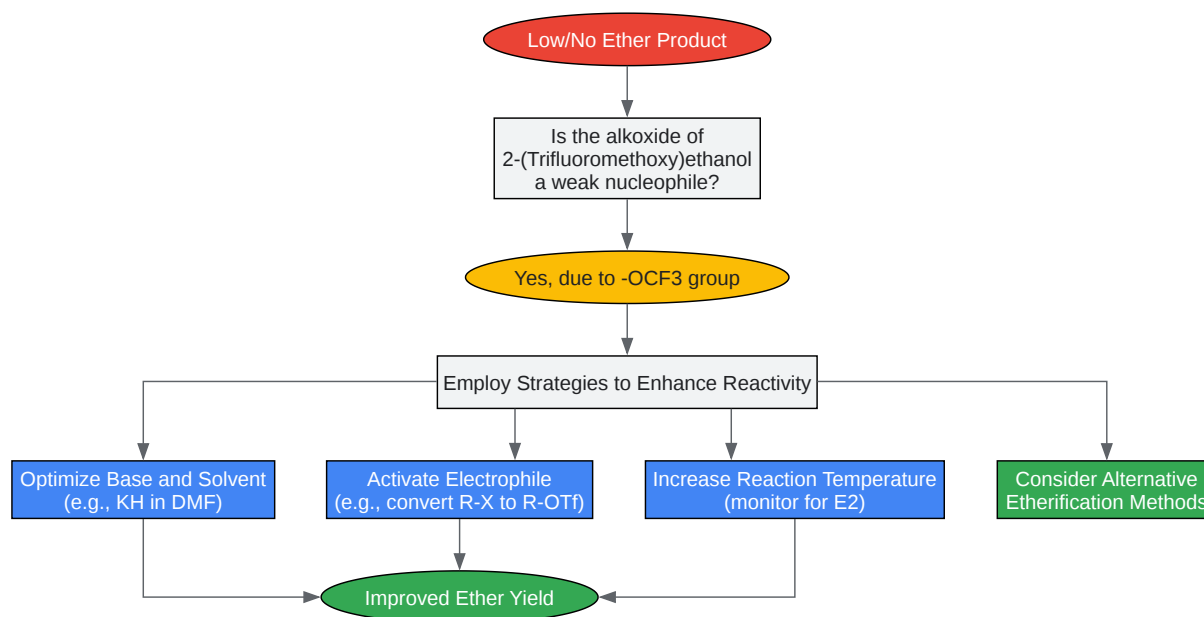 Low/No Ether Product
Is the alkoxide of
2-(Trifluoromethoxy)ethanol
a weak nucleophile?
Yes, due to -OCF3 group
Employ Strategies to Enhance Reactivity
Optimize Base and Solvent
(e.g., KH in DMF)
Activate Electrophile
(e.g., convert R-X to R-OTf)
Increase Reaction Temperature
(monitor for E2)
Consider Alternative
Etherification Methods
Improved Ether Yield